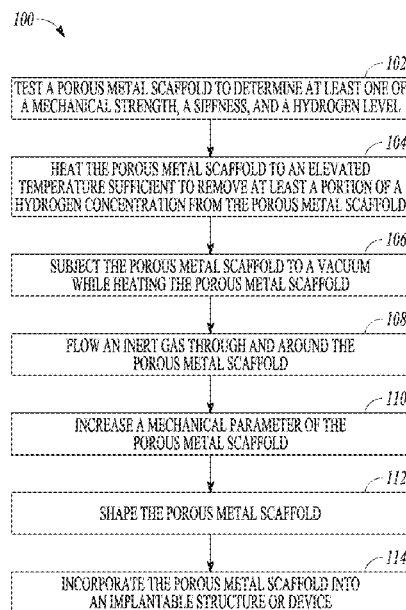 100
102
TEST A POROUS METAL SCAFFOLD TO DETERMINE AT LEAST ONE OF
A MECHANICAL STRENGTH, A SIFFNESS, AND A HYDROGEN LEVEL
104
HEAT THE POROUS METAL SCAFFOLD TO AN ELEVATED
TEMPERATURE SUFFICIENT TO REMOVE AT LEAST A PORTION OF A
HYDROGEN CONCENTRATION FROM THE POROUS METAL SCAFFOLD
106
SUBJECT THE POROUS METAL SCAFFOLD TO A VACUUM
WHILE HEATING THE POROUS METAL SCAFFOLD
108
FLOW AN INERT GAS THROUGH AND AROUND THE
POROUS METAL SCAFFOLD
110
INCREASE A MECHANICAL PARAMETER OF THE
POROUS METAL SCAFFOLD
112
SHAPE THE POROUS METAL SCAFFOLD
114
INCORPORATE THE POROUS METAL SCAFFOLD INTO
AN IMPLANTABLE STRUCTURE OR DEVICE